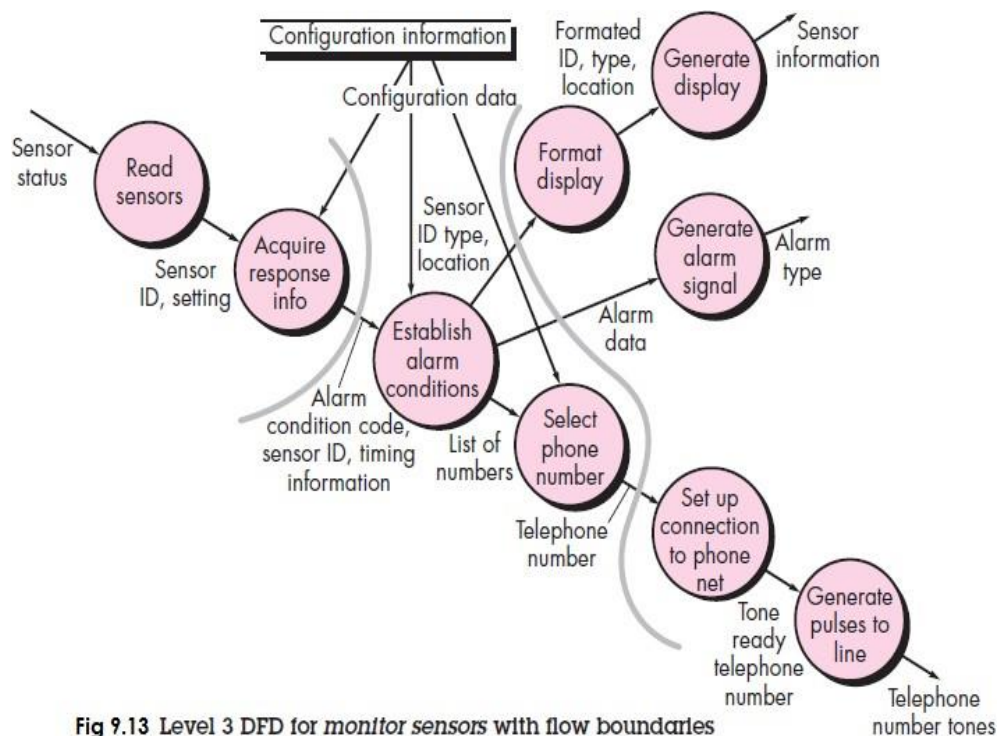 Configuration information
Configuration data
Sensor
status
Read
sensors
Sensor
ID, setting
Acquire
response
info
Alarm
condition code,
sensor ID, timing
information
Establish
alarm
conditions
Sensor
ID type,
location
Format
display
Formated
ID, type,
location
Generate
display
Sensor
information
Alarm
data
Generate
alarm
signal
Alarm
type
List of
numbers
Select
phone
number
Telephone
number
Set up
connection
to phone
net
Tone
ready
telephone
number
Generate
pulses to
line
Telephone
number tones
Fig 9.13 Level 3 DFD for monitor sensors with flow boundaries